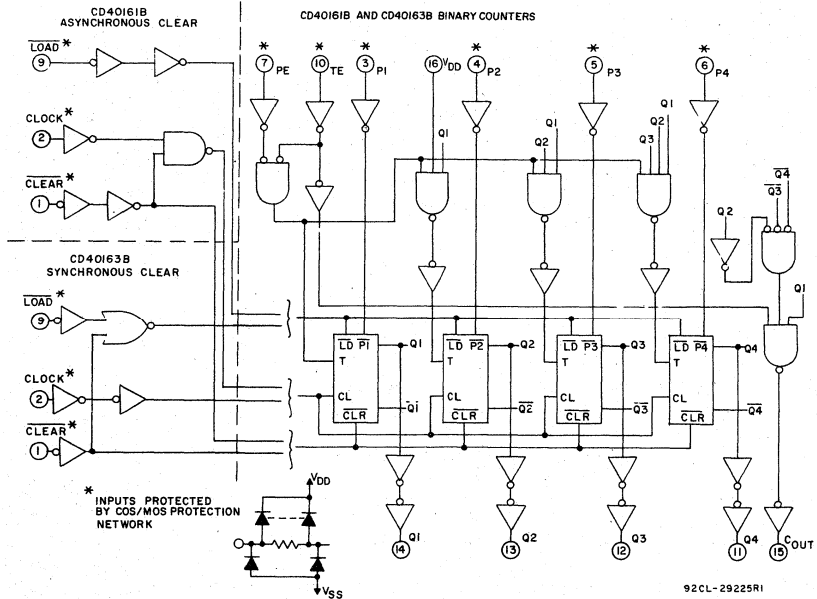 CD40161B
ASYNCHRONOUS CLEAR
CD40161B AND CD40163B BINARY COUNTERS
LOAD *
9
CLOCK *
2
CLEAR *
1
CD40163B
SYNCHRONOUS CLEAR
LOAD *
9
CLOCK *
2
CLEAR *
1
* 7 PE
* 10 TE
* 3 P1
16 VDD
* 4 P2
* 5 P3
* 6 P4
Q1
Q2 Q1
Q3 Q2 Q1
Q2
Q3 Q4
Q1
LD P1
T
CL
CLR
Q1
Q1
LD P2
T
CL
CLR
Q2
Q2
LD P3
T
CL
CLR
Q3
Q3
LD P4
T
CL
CLR
Q4
Q4
Q1
14
Q2
13
Q3
12
Q4
11
COUT
15
* INPUTS PROTECTED
BY COS/MOS PROTECTION
NETWORK
VDD
VSS
92CL-29225R1